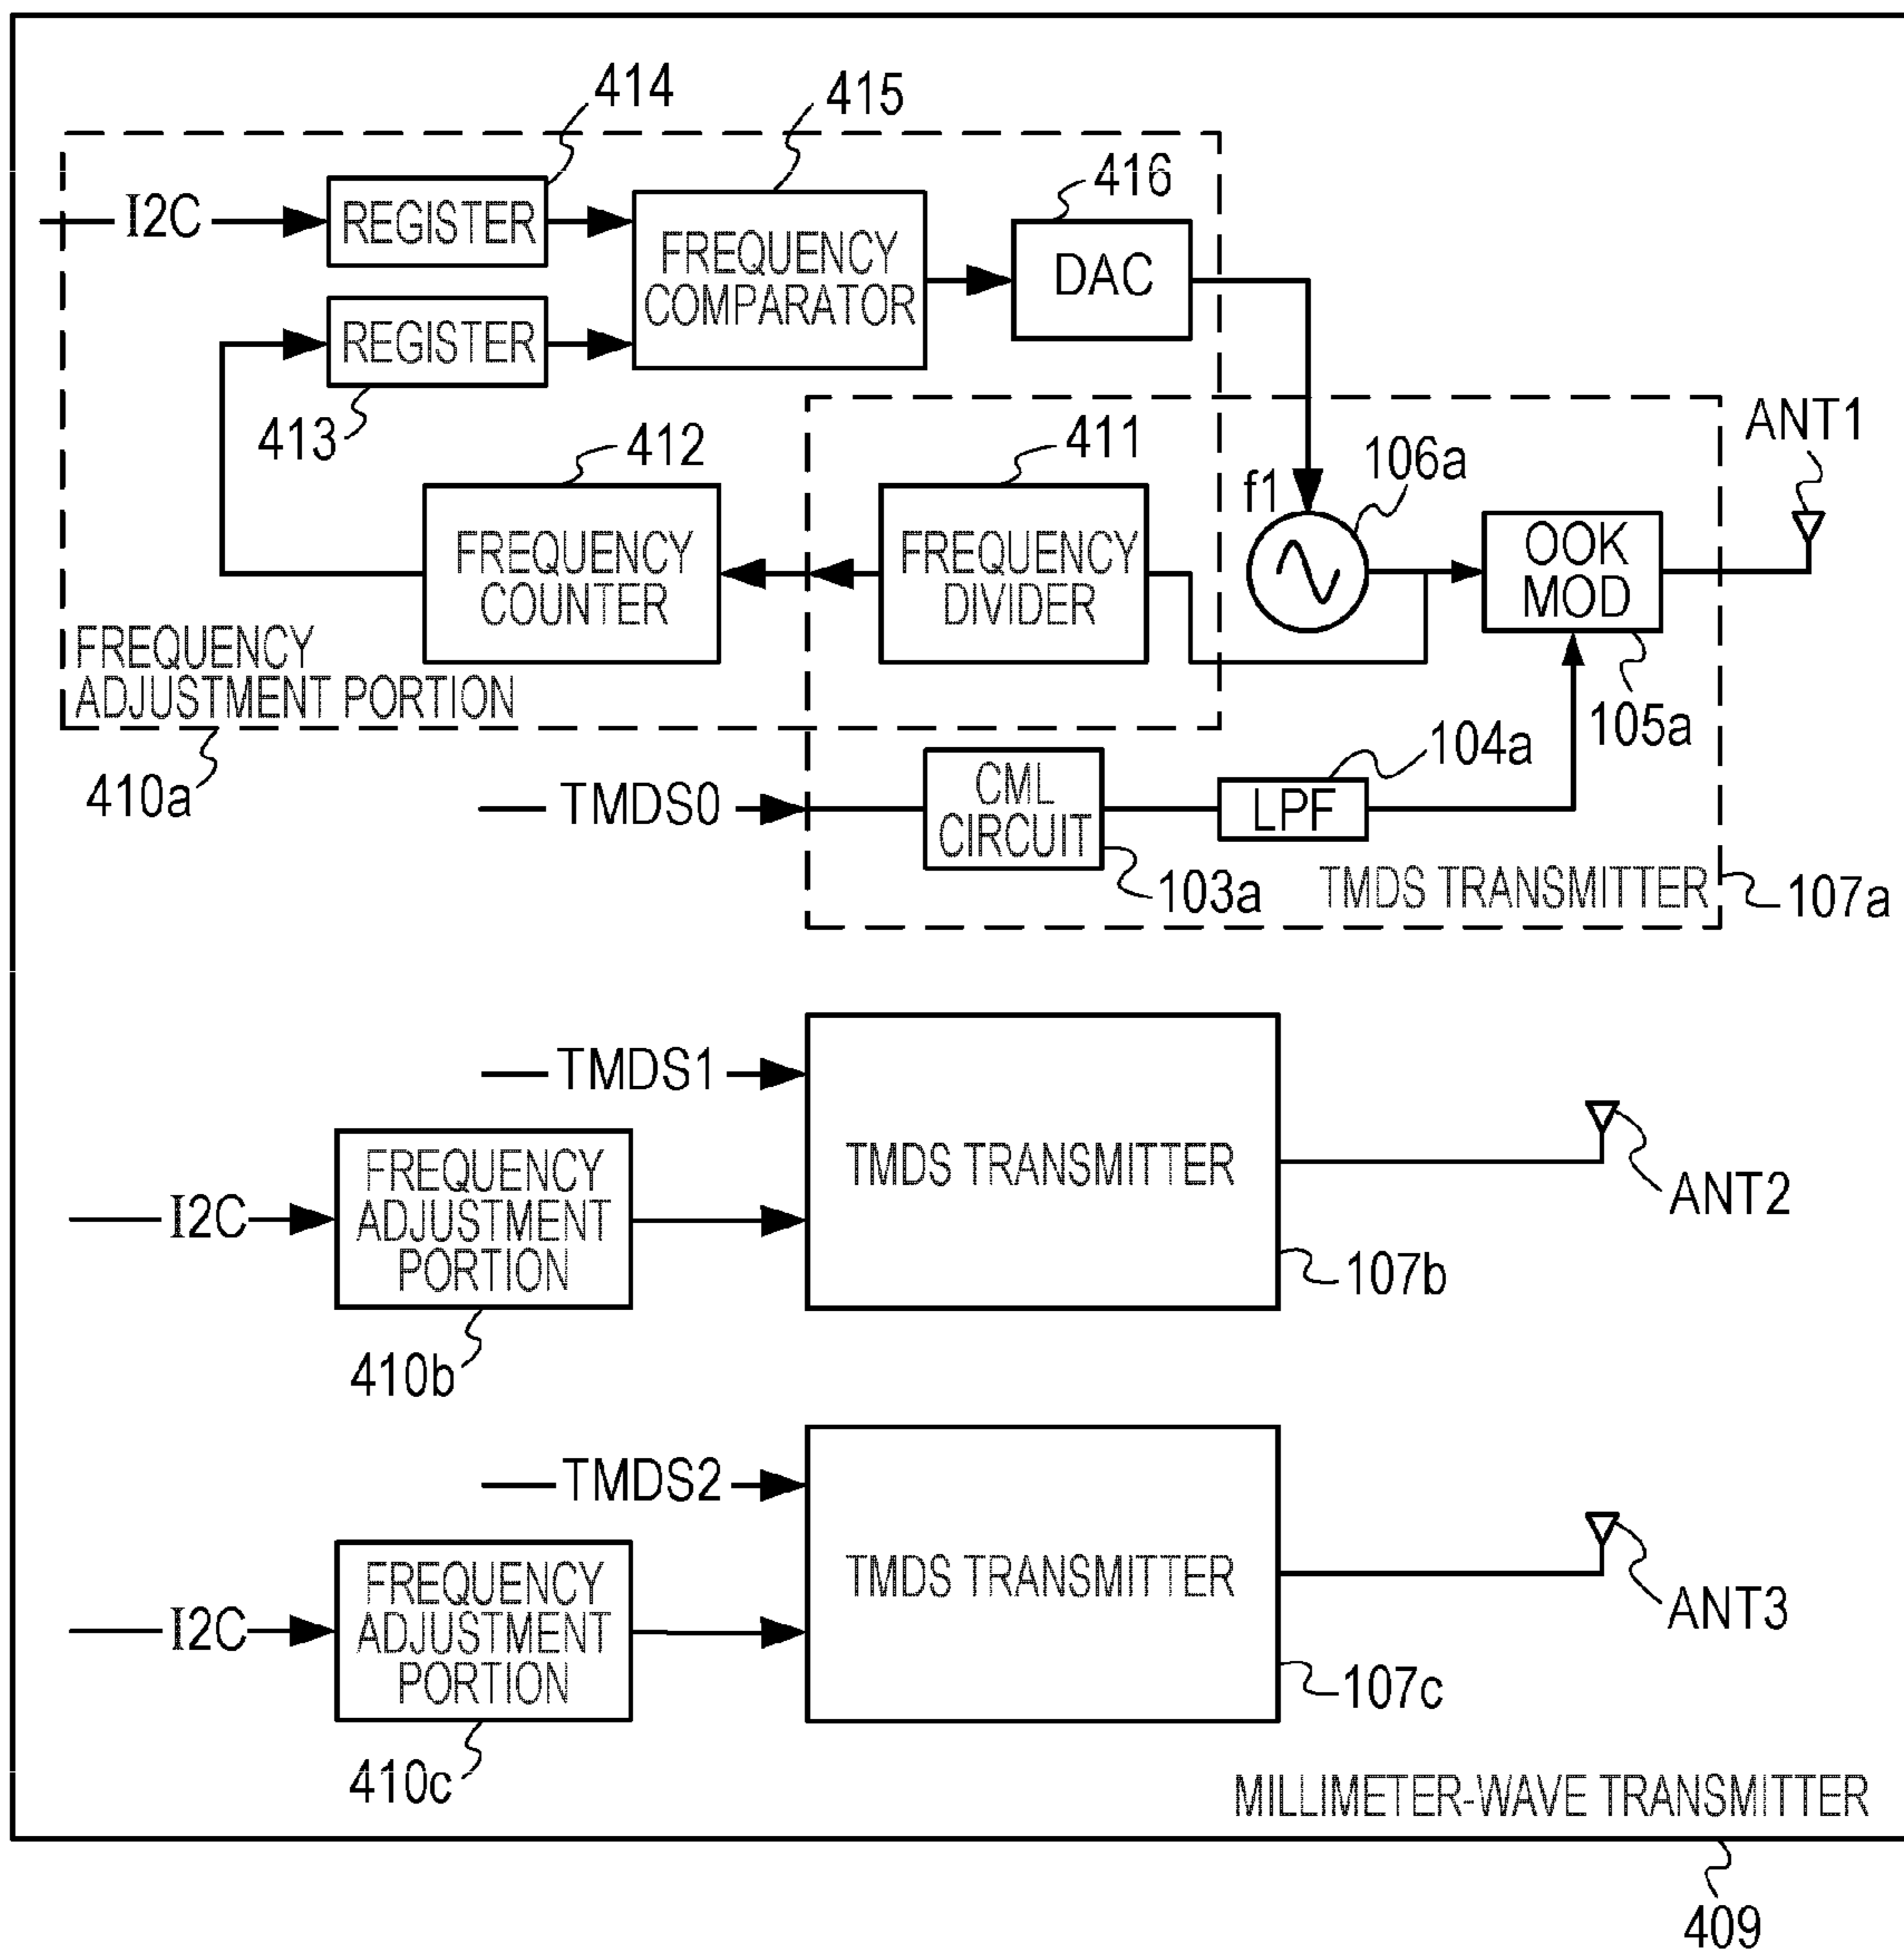 414
415
416
I2C
REGISTER
FREQUENCY
COMPARATOR
DAC
REGISTER
413
412
411
f1
106a
ANT1
FREQUENCY
COUNTER
FREQUENCY
DIVIDER
OOK
MOD
FREQUENCY
ADJUSTMENT PORTION
410a
105a
104a
TMDS0
CML
CIRCUIT
LPF
103a
TMDS TRANSMITTER
107a
TMDS1
TMDS TRANSMITTER
I2C
FREQUENCY
ADJUSTMENT
PORTION
ANT2
107b
410b
TMDS2
TMDS TRANSMITTER
I2C
FREQUENCY
ADJUSTMENT
PORTION
ANT3
107c
410c
MILLIMETER-WAVE TRANSMITTER
409